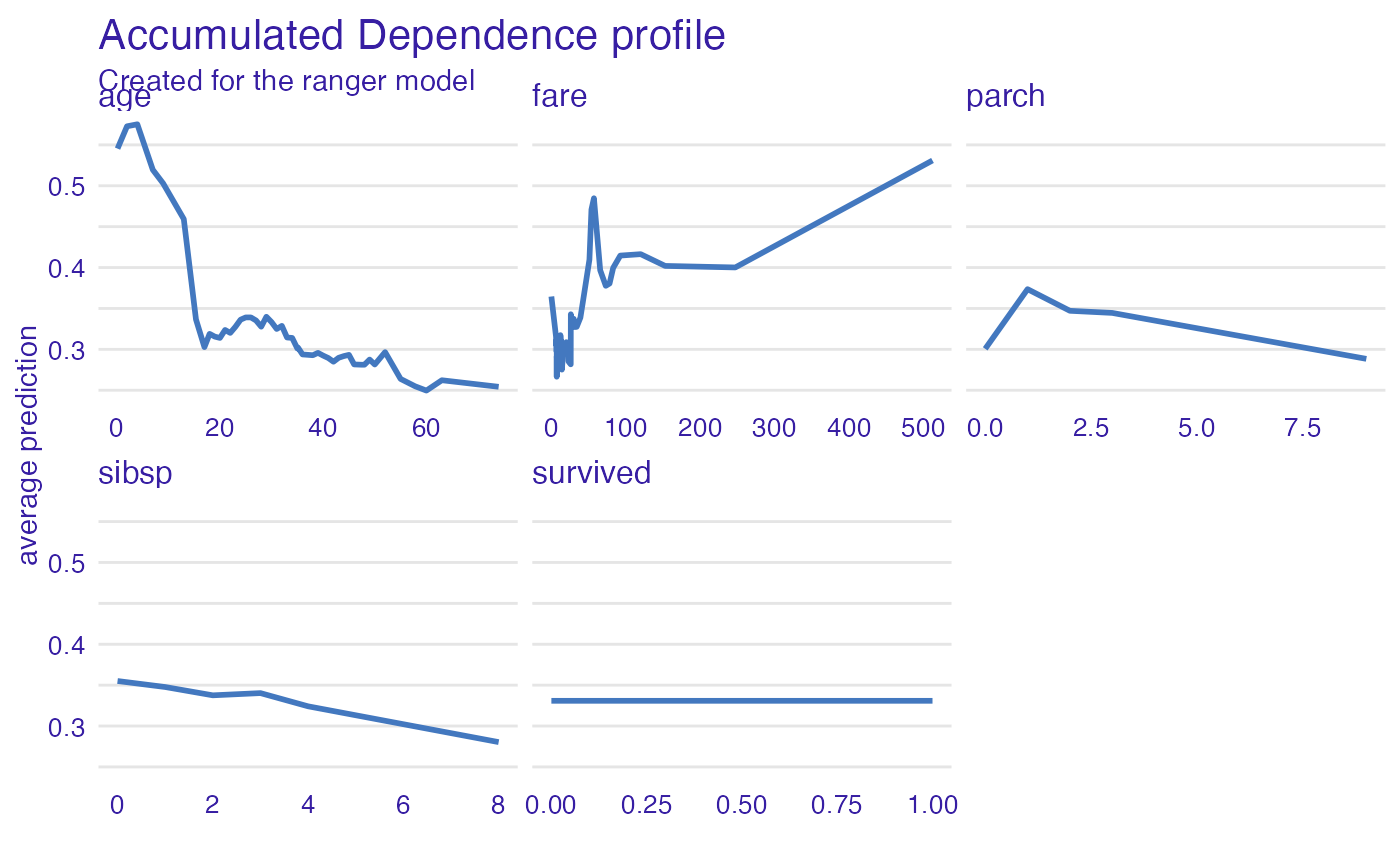 Accumulated Dependence profile
Created for the ranger model
age
fare
parch
0.5
0.4
0.3
0 20 40 60
0 100 200 300 400 500
0.0 2.5 5.0 7.5
average prediction
sibsp
survived
0.5
0.4
0.3
0 2 4 6 8
0.00 0.25 0.50 0.75 1.00